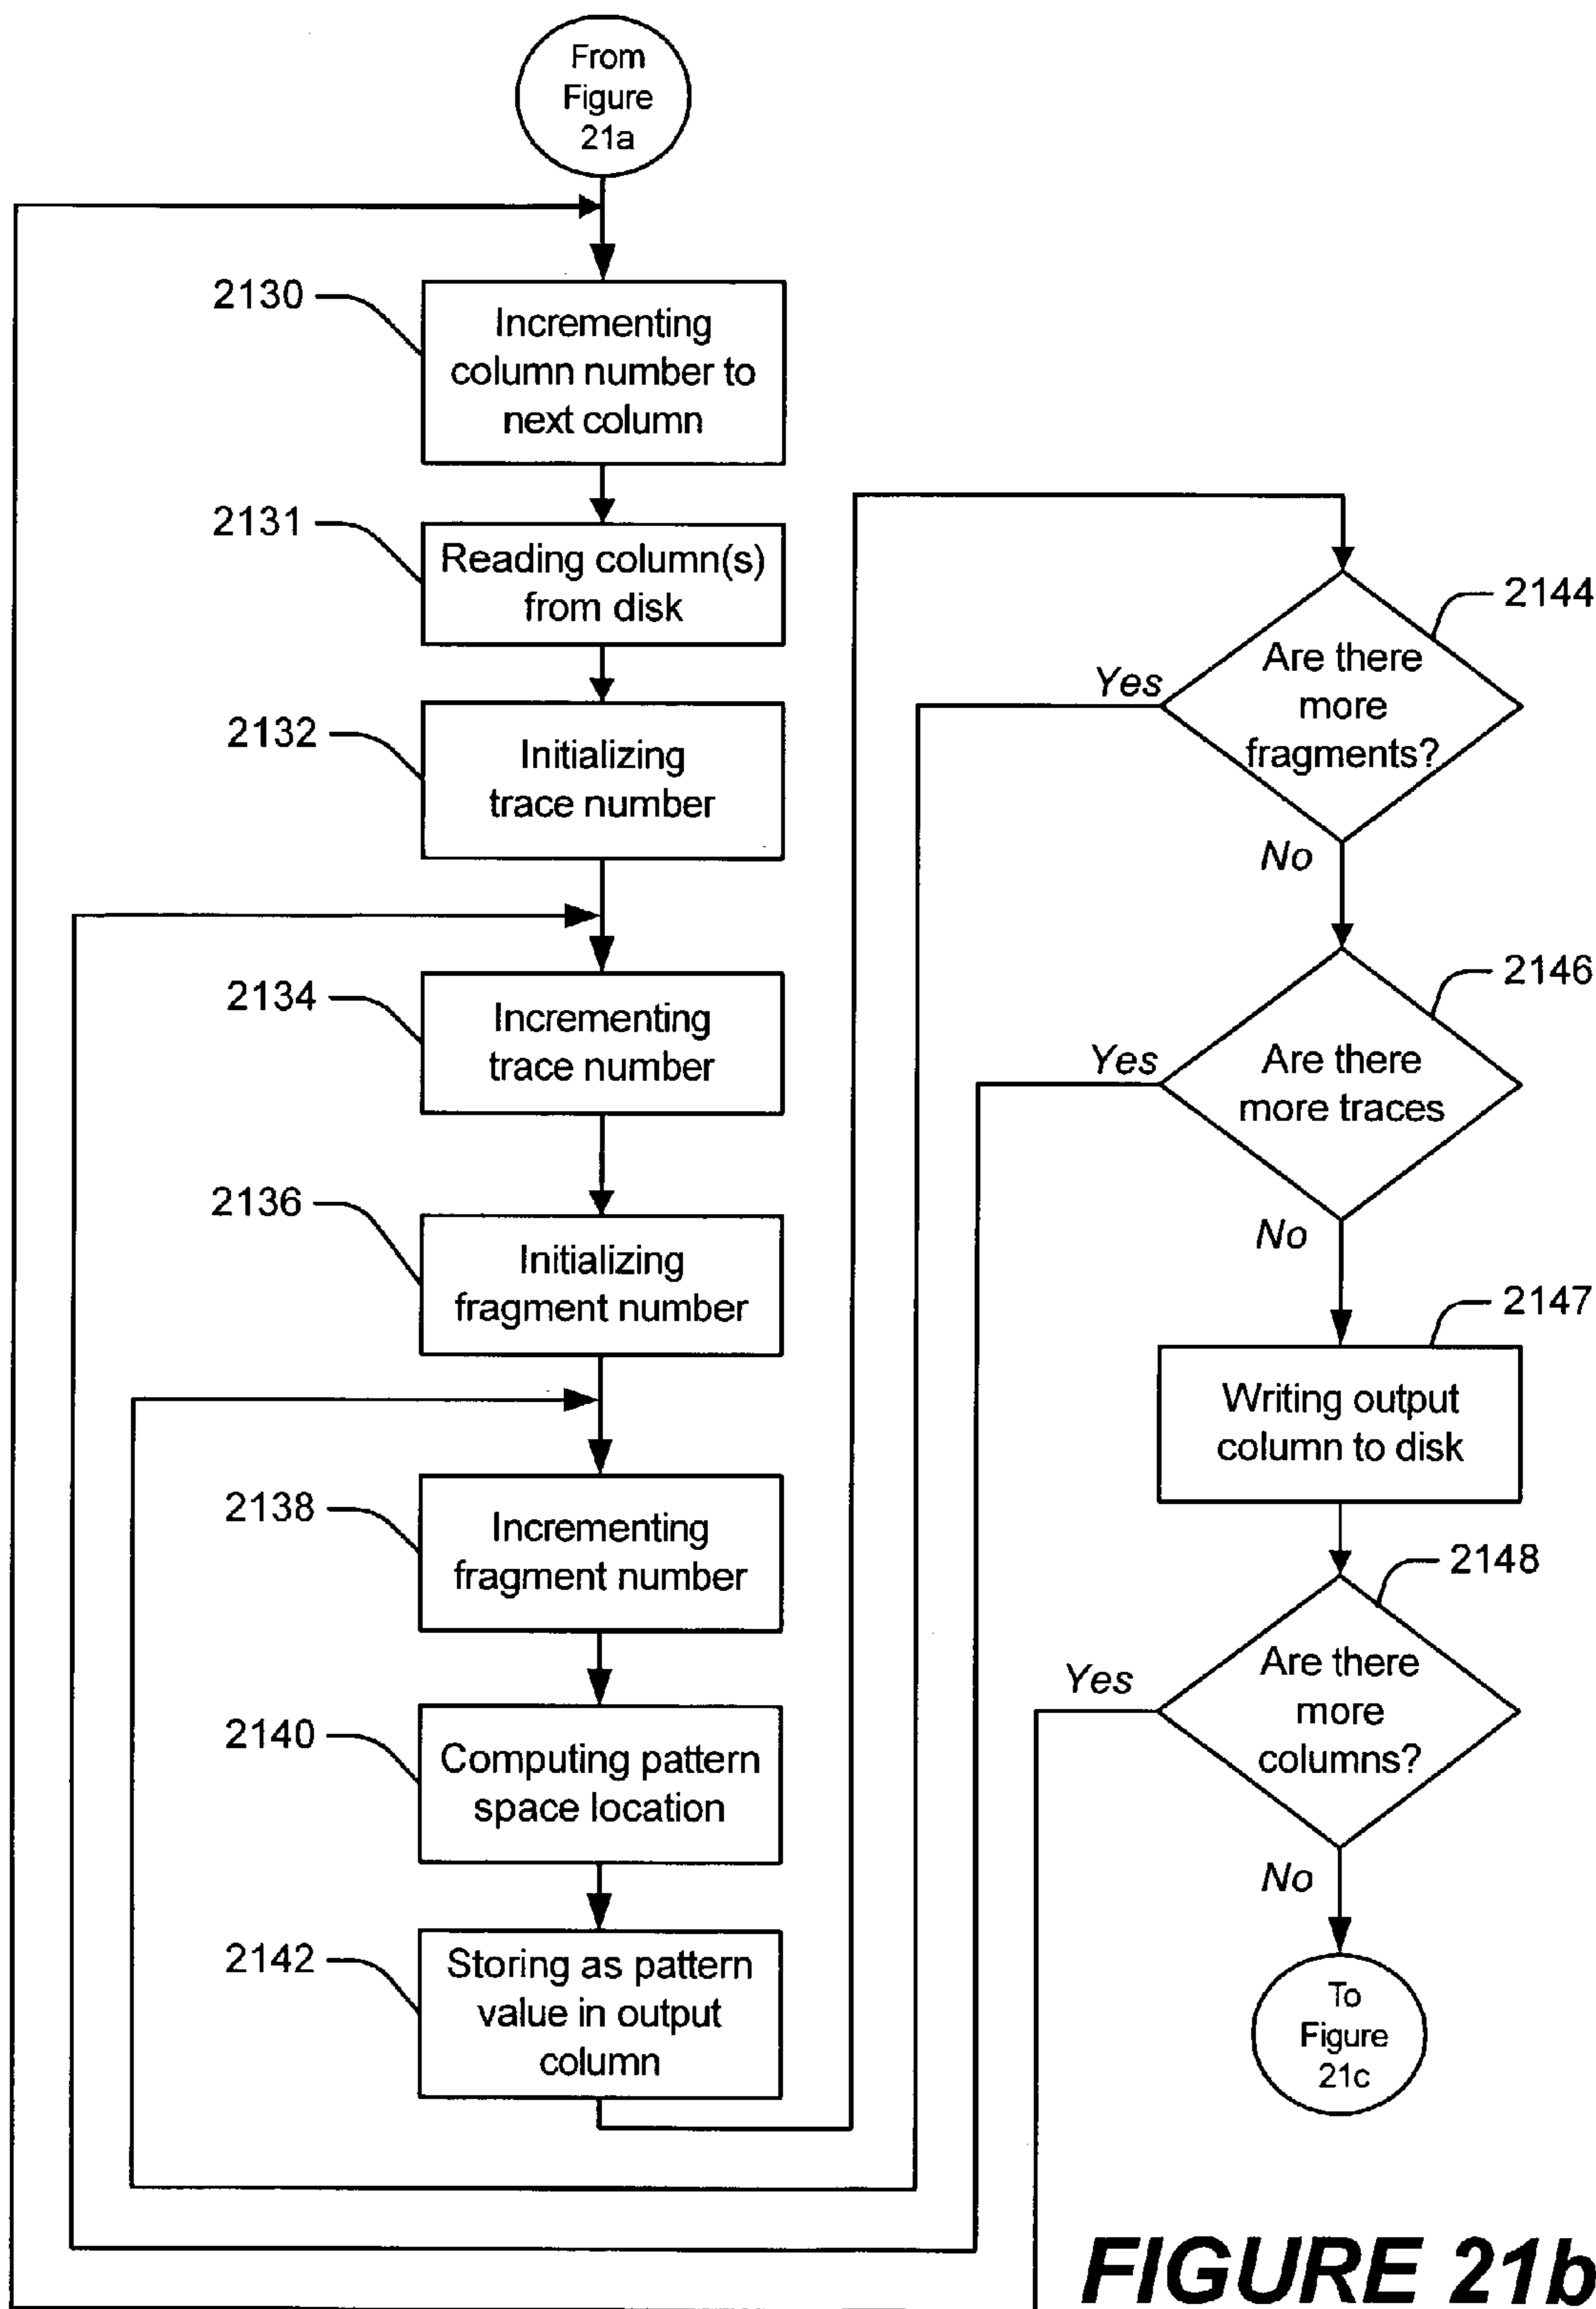 From
Figure
21a
2130
Incrementing
column number to
next column
2131
Reading column(s)
from disk
2132
Initializing
trace number
2134
Incrementing
trace number
2136
Initializing
fragment number
2138
Incrementing
fragment number
2140
Computing pattern
space location
2142
Storing as pattern
value in output
column
2144
Are there
more
fragments?
Yes
No
2146
Are there
more traces
Yes
No
2147
Writing output
column to disk
2148
Are there
more
columns?
Yes
No
To
Figure
21c
FIGURE 21b